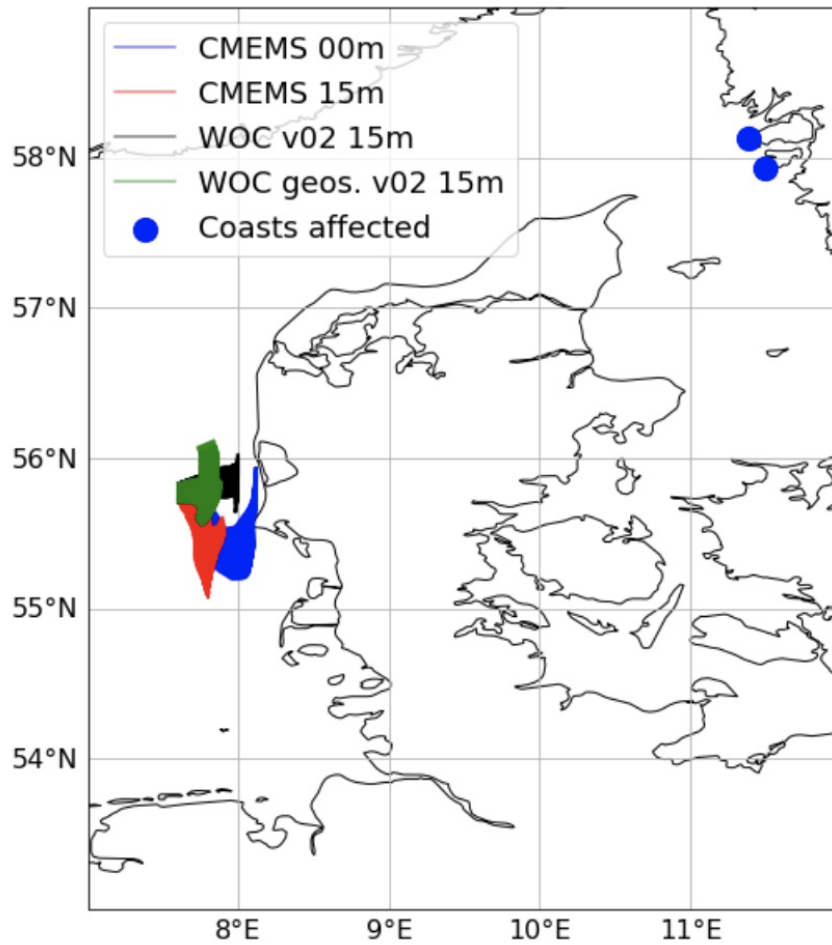 CMEMS 00m
CMEMS 15m
WOC v02 15m
WOC geos. v02 15m
Coasts affected
58°N
57°N
56°N
55°N
54°N
8°E 9°E 10°E 11°E